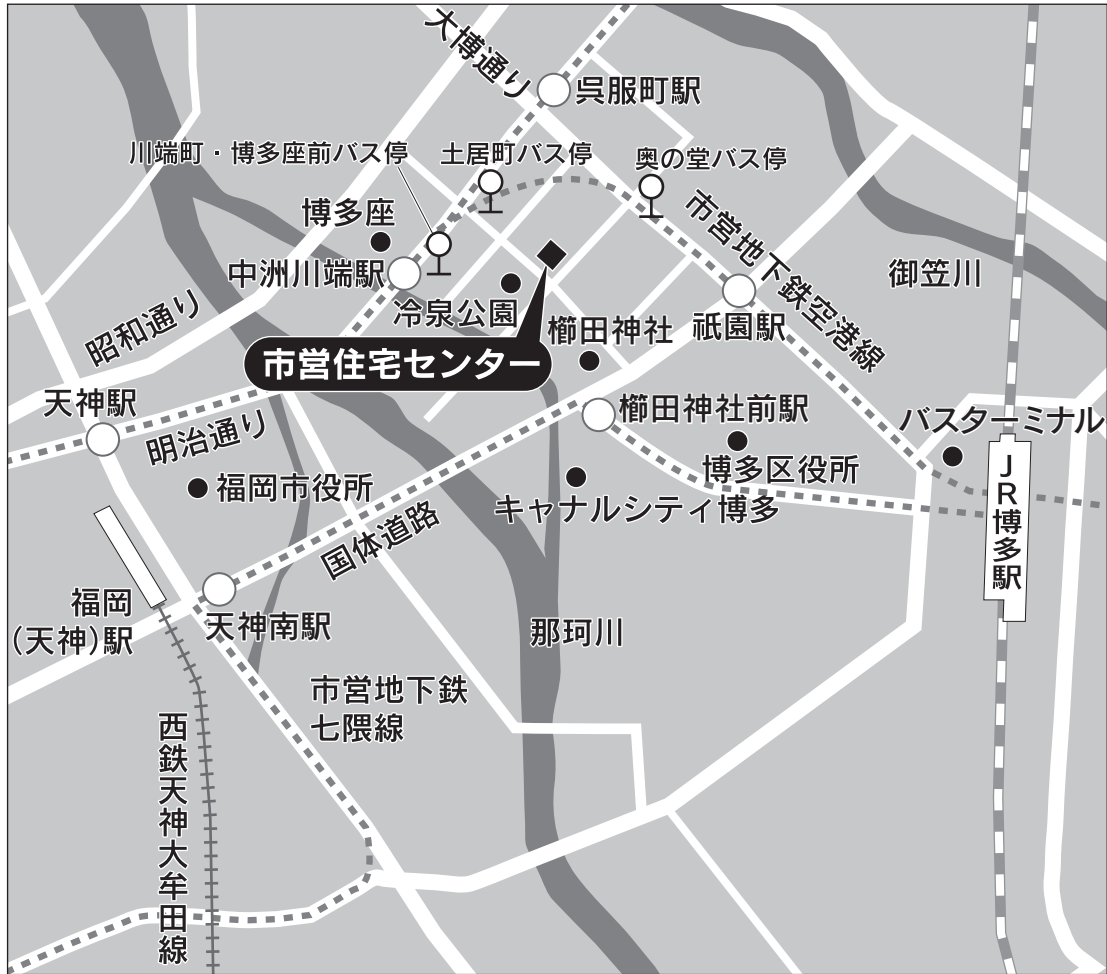 大博通り
呉服町駅
川端町・博多座前バス停
土居町バス停
奥の堂バス停
博多座
市営地下鉄空港線
中洲川端駅
御笠川
冷泉公園
昭和通り
櫛田神社
祇園駅
市営住宅センター
天神駅
櫛田神社前駅
バスターミナル
明治通り
博多区役所
福岡市役所
キャナルシティ博多
JR博多駅
国体道路
福岡
（天神）駅
天神南駅
那珂川
市営地下鉄
七隈線
西鉄天神大牟田線